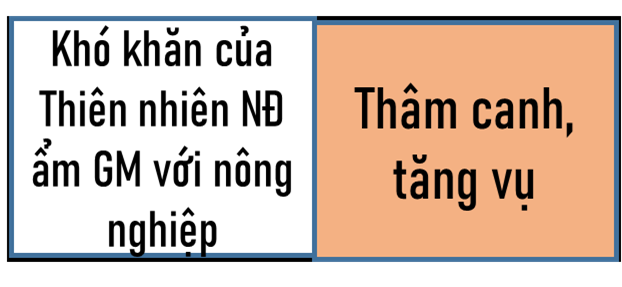 Khó khăn của
Thiên nhiên NĐ
ẩm GM với nông
nghiệp
Thâm canh,
tăng vụ